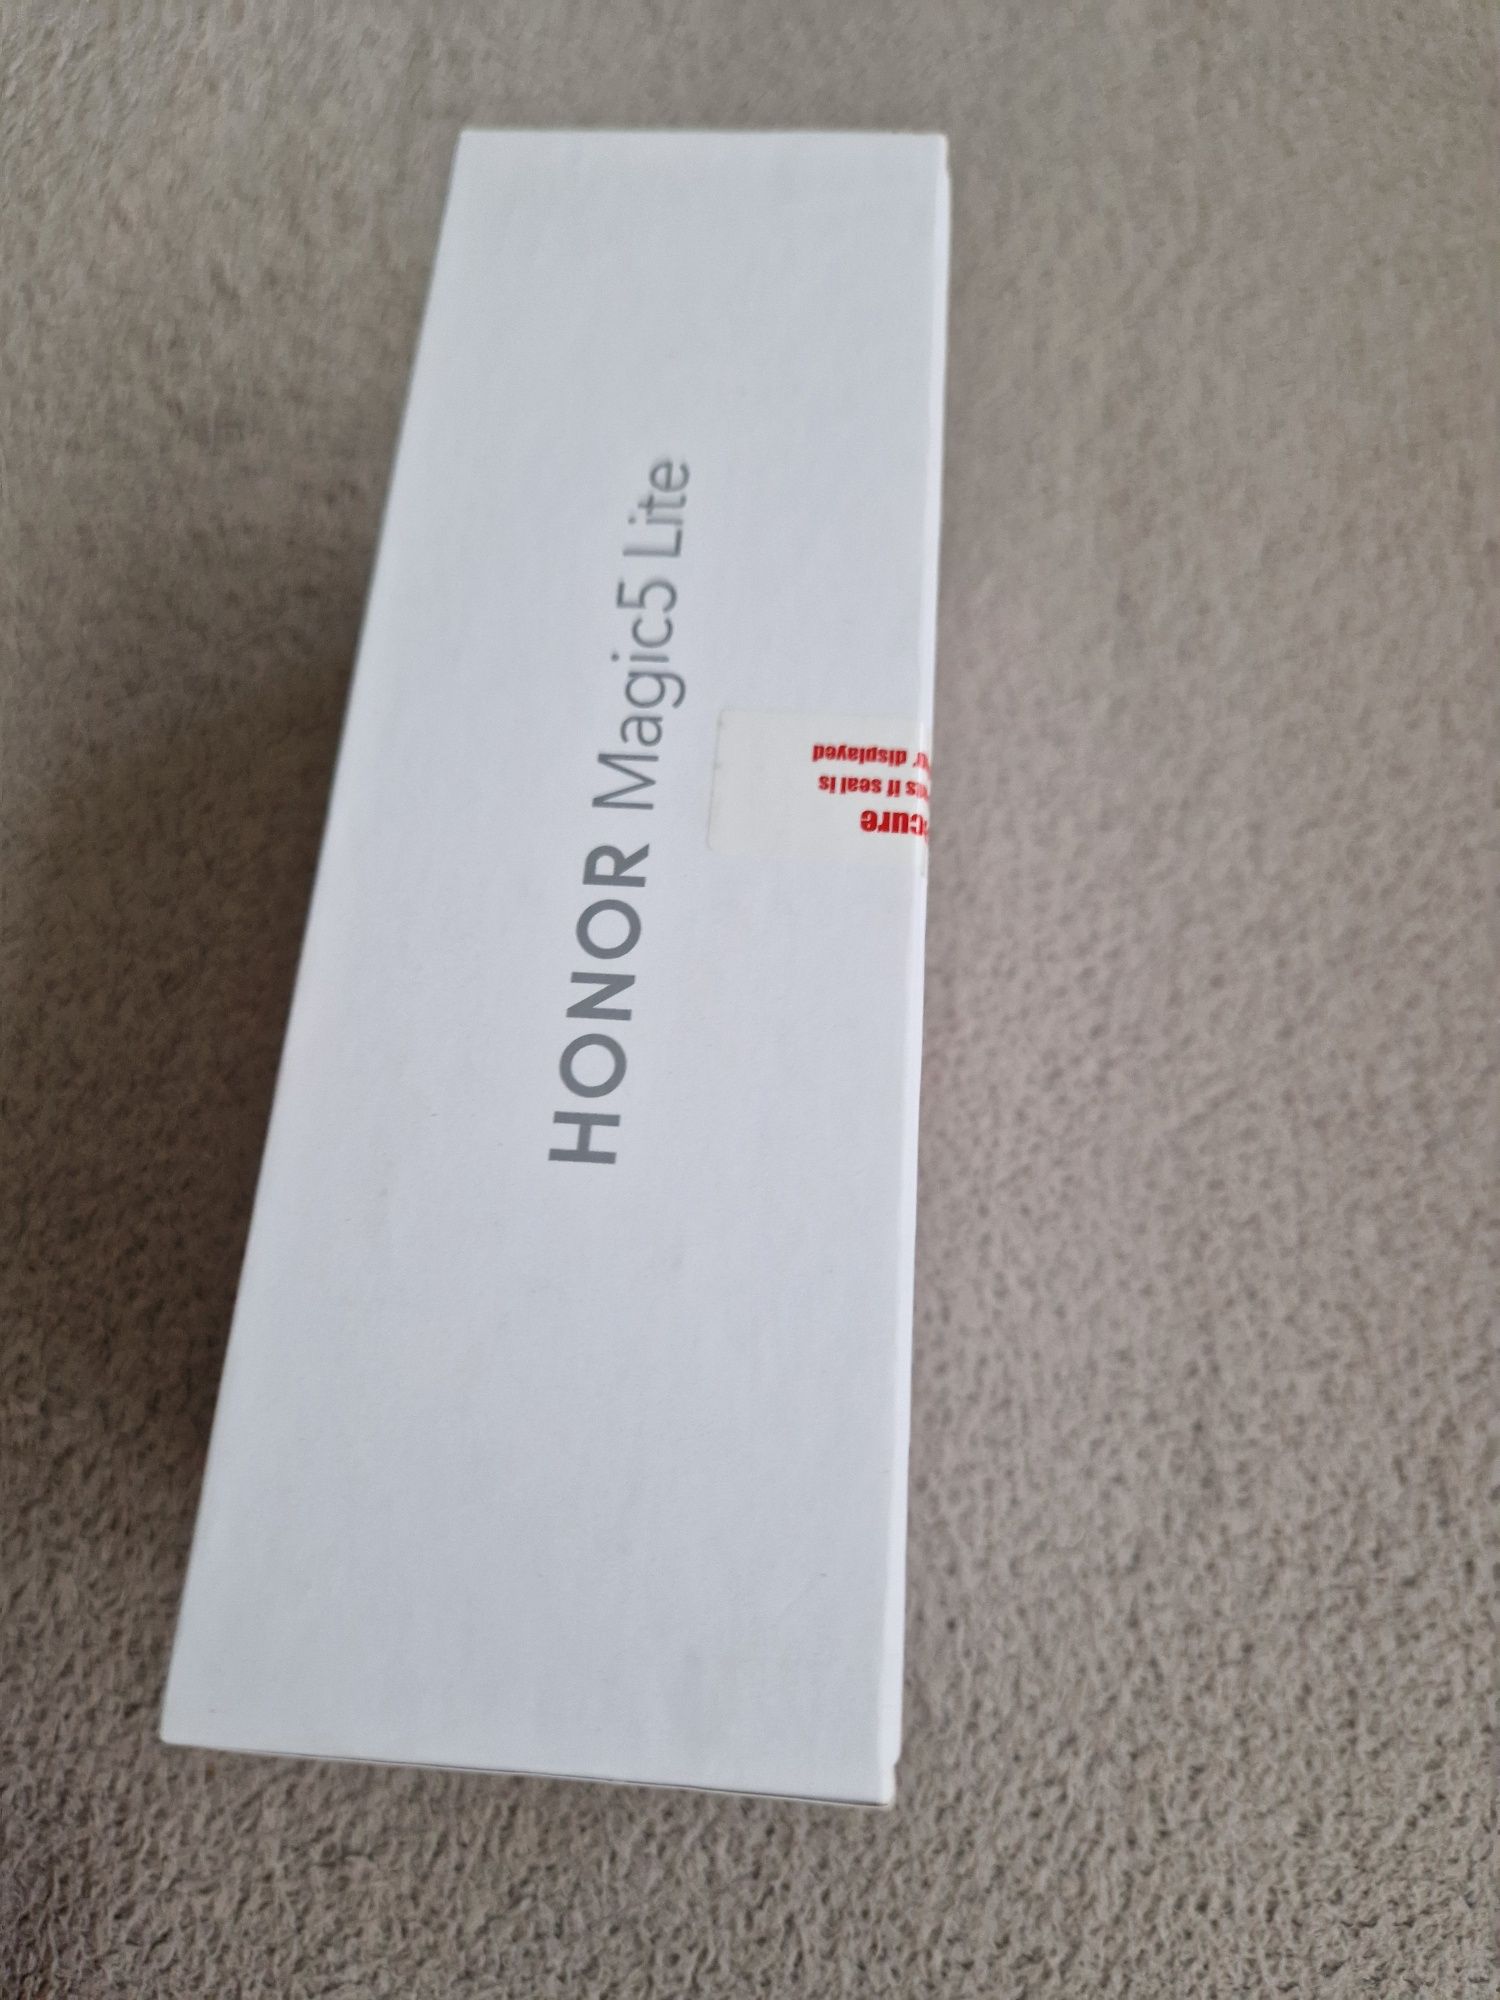 HONOR Magic5 Lite
cure
if seal is
displayed